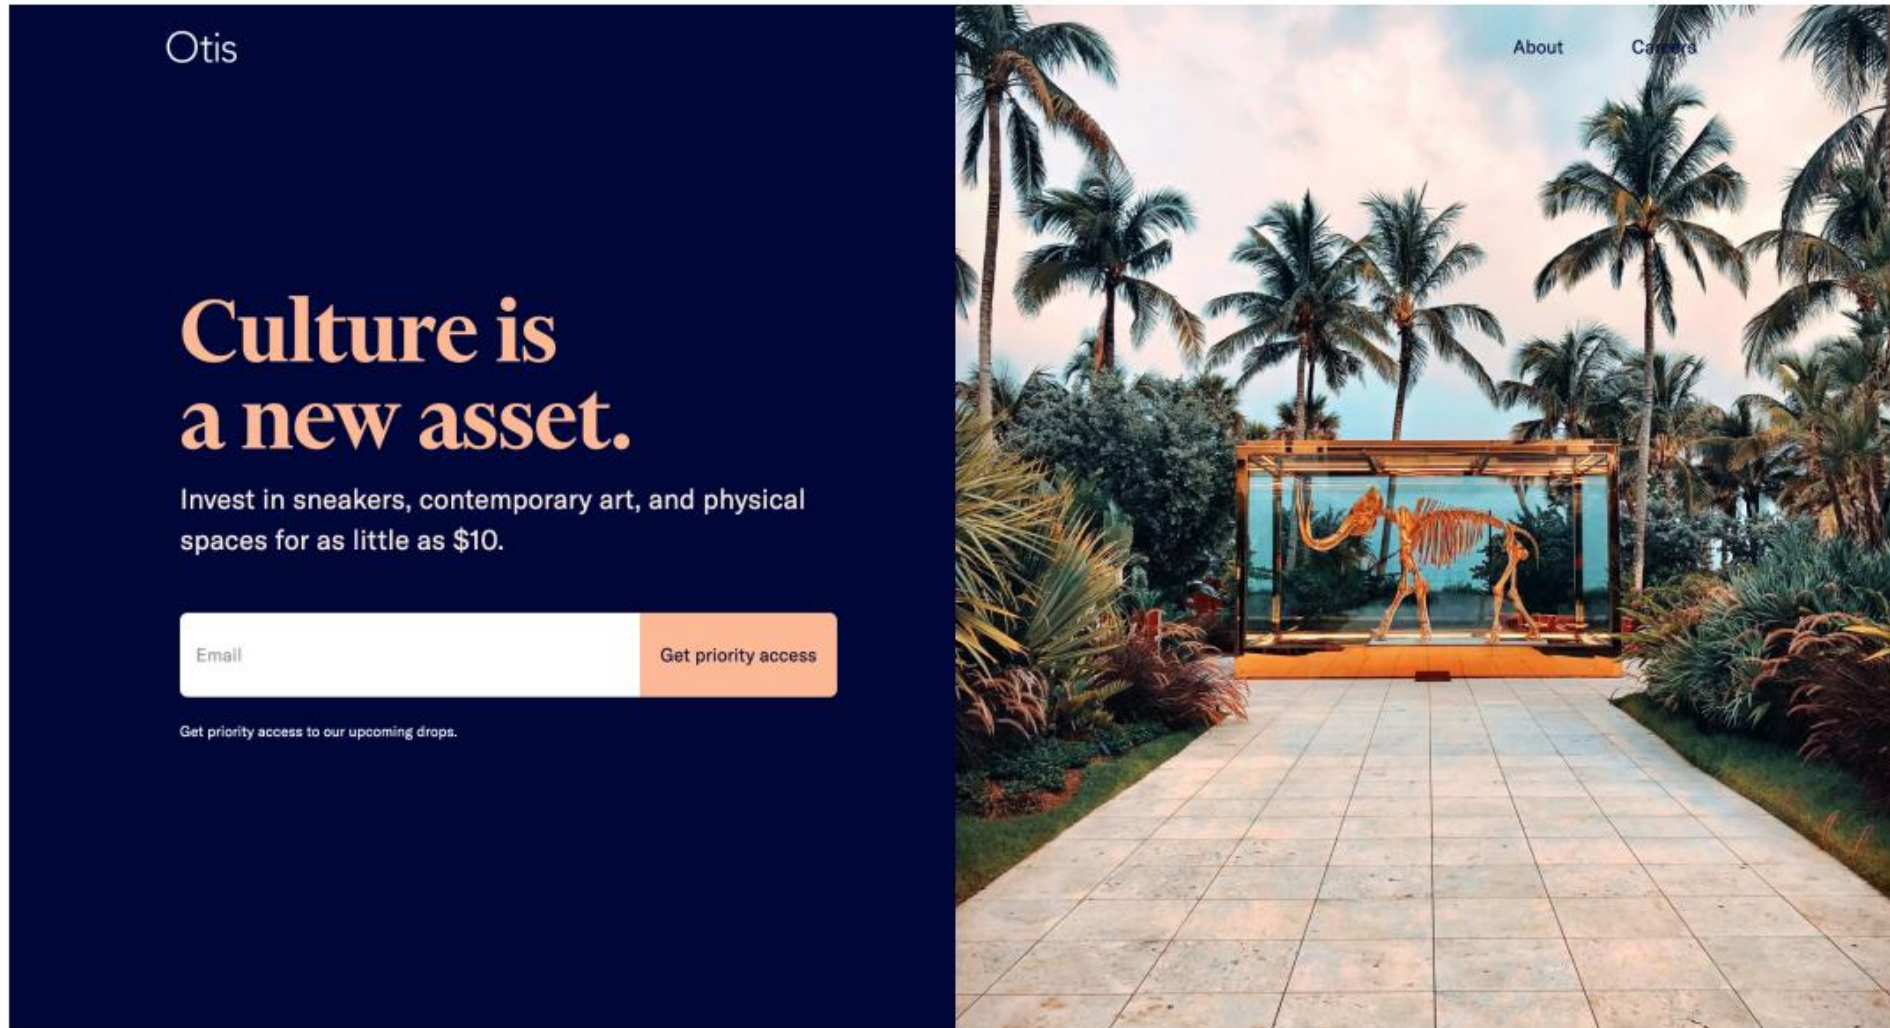 Otis
About
Careers
Culture is
a new asset.
Invest in sneakers, contemporary art, and physical
spaces for as little as $10.
Email
Get priority access
Get priority access to our upcoming drops.